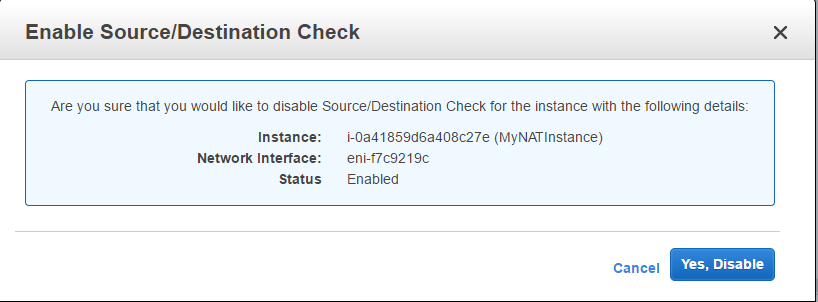 Enable Source/Destination Check
Are you sure that you would like to disable Source/Destination Check for the instance with the following details:
Instance: i-0a41859d6a408c27e (MyNATInstance)
Network Interface: eni-f7c9219c
Status Enabled
Cancel Yes, Disable